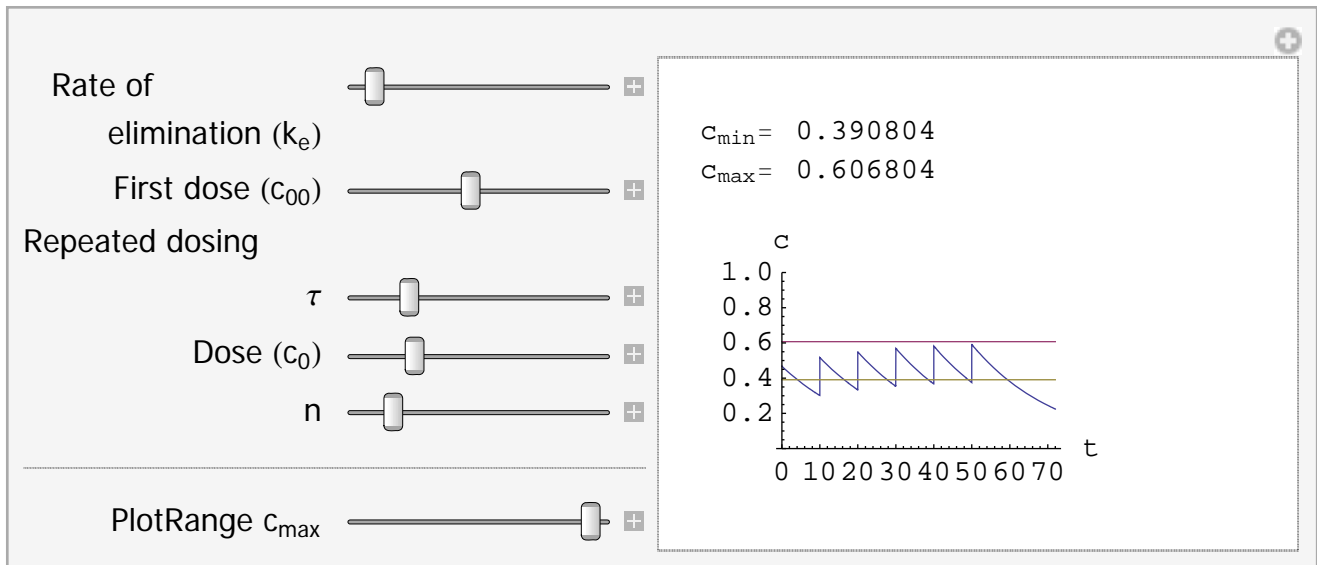 Rate of
elimination (kₑ)
First dose (c₀₀)
Repeated dosing
τ
Dose (c₀)
n
PlotRange cₘₐₓ
cₘᵢₙ= 0.390804
cₘₐₓ= 0.606804
c
1.0
0.8
0.6
0.4
0.2
0 10 20 30 40 50 60 70
t